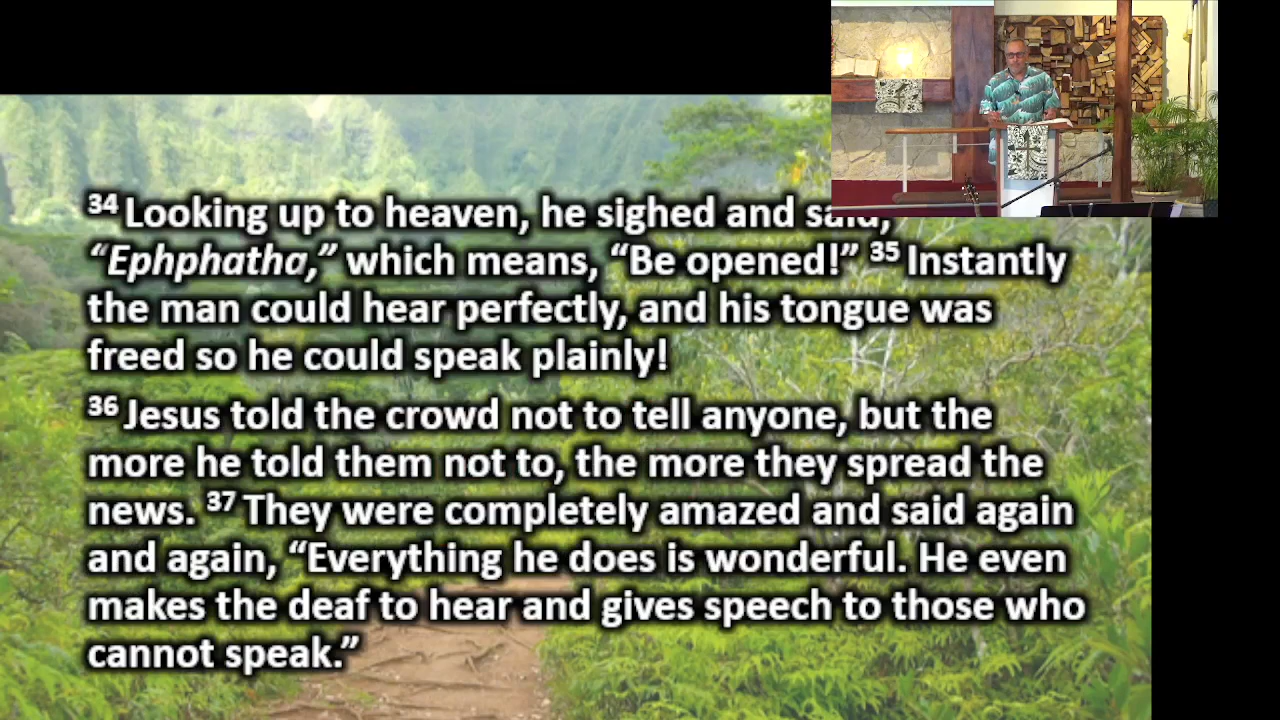 34 Looking up to heaven, he sighed and said,
“Ephphatha,” which means, “Be opened!” 35 Instantly
the man could hear perfectly, and his tongue was
freed so he could speak plainly!
36 Jesus told the crowd not to tell anyone, but the
more he told them not to, the more they spread the
news. 37 They were completely amazed and said again
and again, “Everything he does is wonderful. He even
makes the deaf to hear and gives speech to those who
cannot speak.”